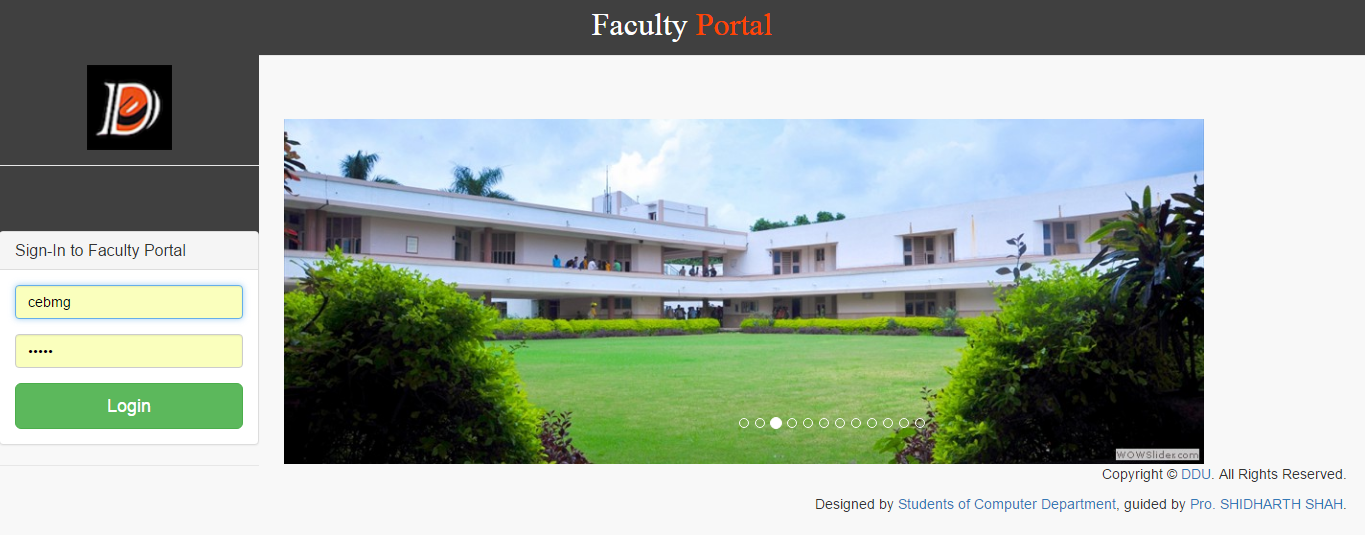 Faculty Portal
Sign-In to Faculty Portal
cebmg
•••••
Login
WOWSlider.com
Copyright © DDU. All Rights Reserved.
Designed by Students of Computer Department, guided by Pro. SHIDHARTH SHAH.